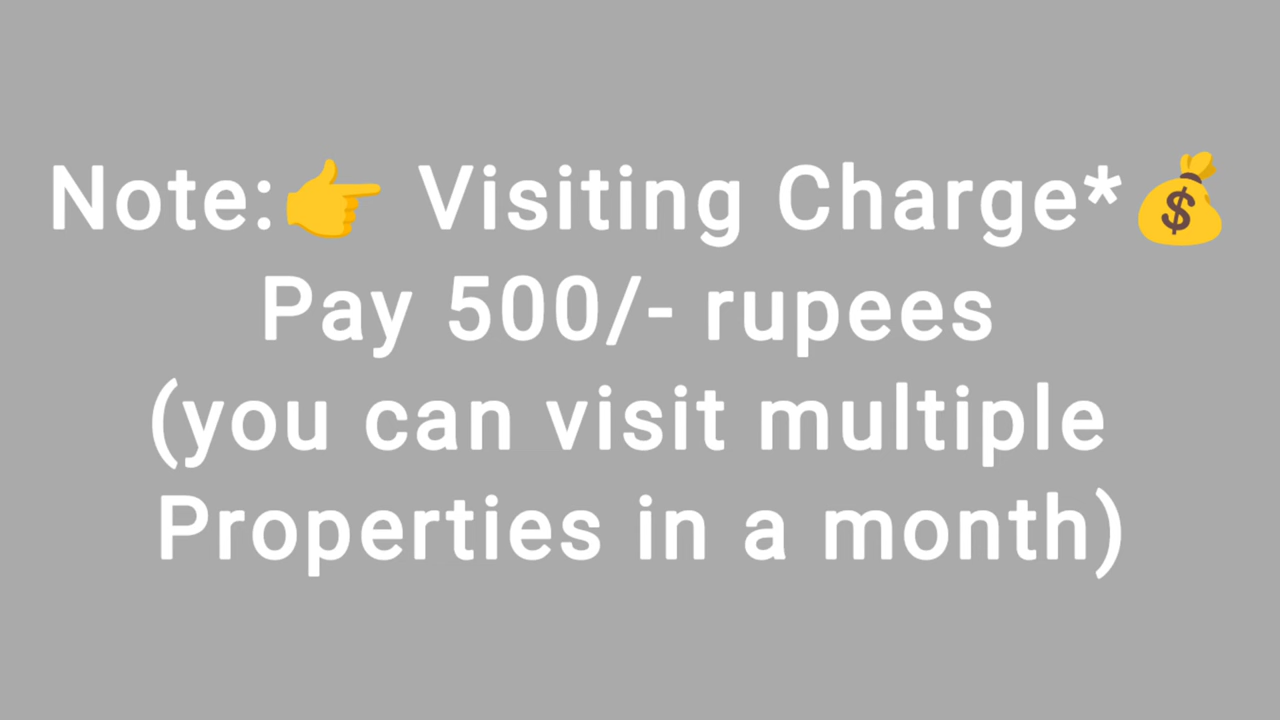 Note:👉 Visiting Charge*💰
Pay 500/- rupees
(you can visit multiple
Properties in a month)